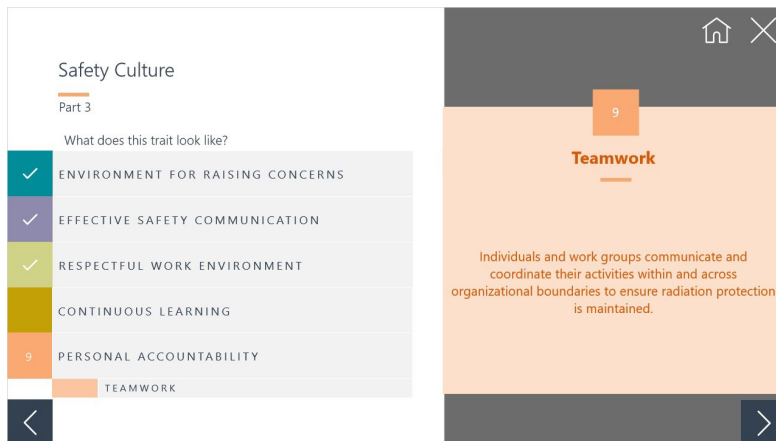 Safety Culture
Part 3
What does this trait look like?
ENVIRONMENT FOR RAISING CONCERNS
EFFECTIVE SAFETY COMMUNICATION
RESPECTFUL WORK ENVIRONMENT
CONTINUOUS LEARNING
9
PERSONAL ACCOUNTABILITY
TEAMWORK
9
Teamwork
Individuals and work groups communicate and
coordinate their activities within and across
organizational boundaries to ensure radiation protection
is maintained.